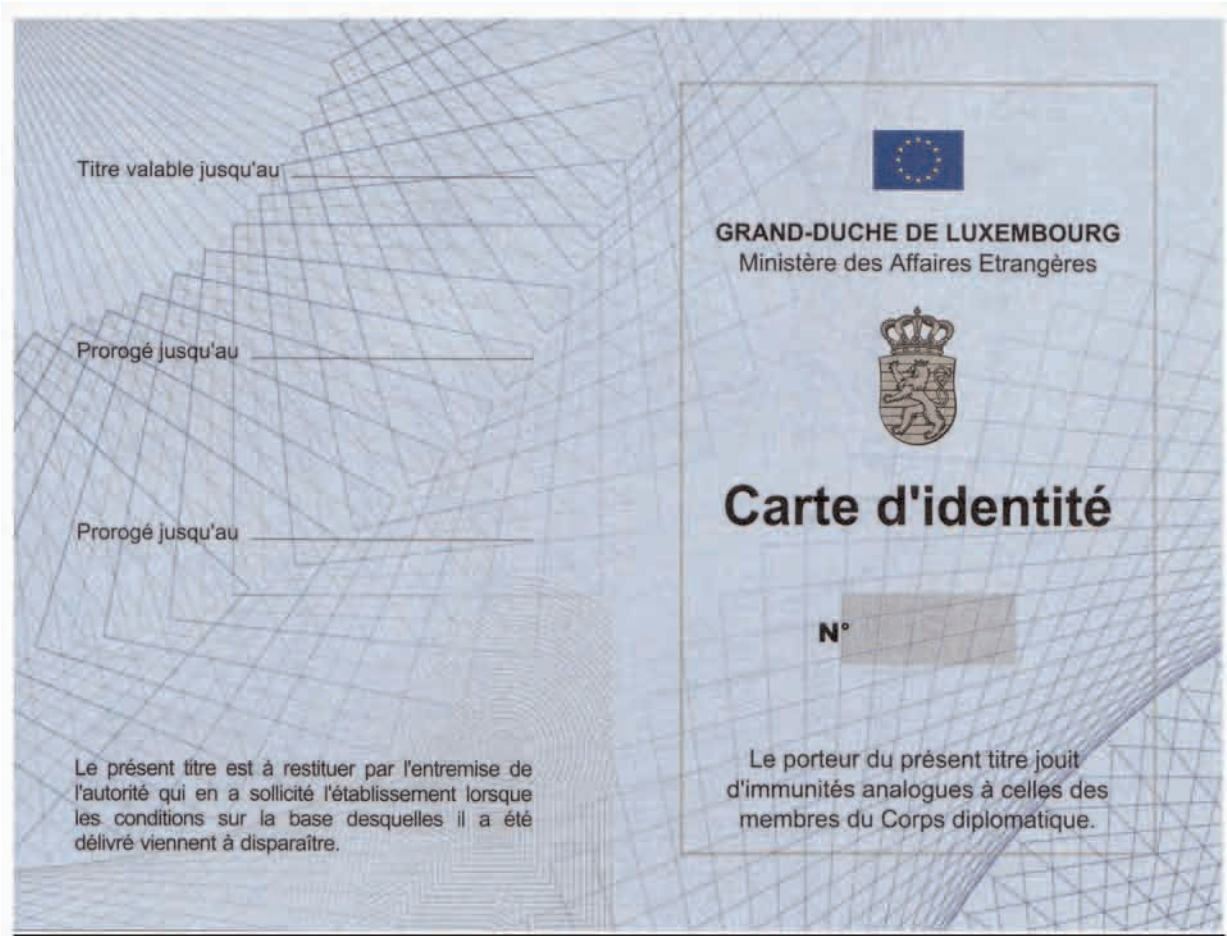 Titre valable jusqu'au
Prorogé jusqu'au
Prorogé jusqu'au
Le présent titre est à restituer par l'entremise de
l'autorité qui en a sollicité l'établissement lorsque
les conditions sur la base desquelles il a été
délivré viennent à disparaître.
GRAND-DUCHE DE LUXEMBOURG
Ministère des Affaires Etrangères
Carte d'identité
N°
Le porteur du présent titre jouit
d'immunités analogues à celles des
membres du Corps diplomatique.